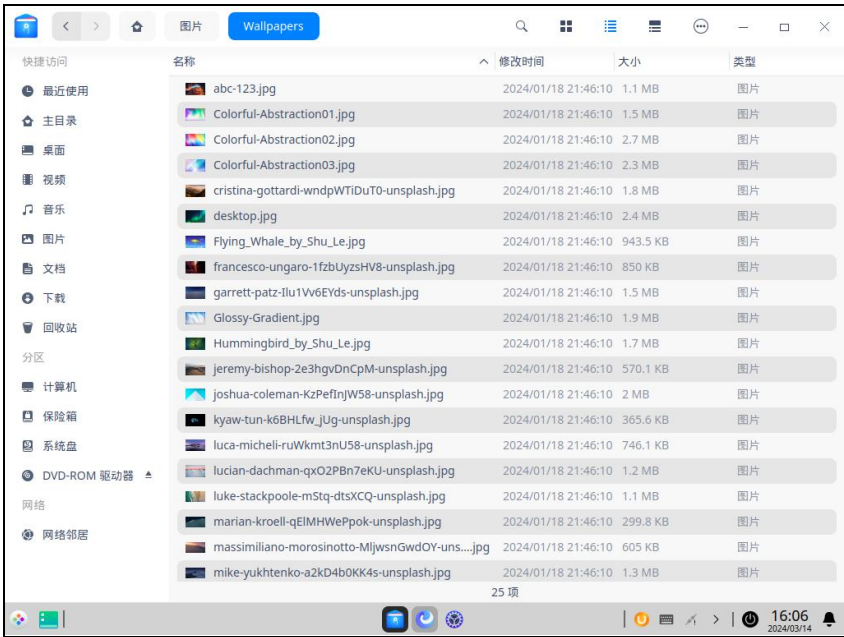 图片 Wallpapers
快捷访问
最近使用
主目录
桌面
视频
音乐
图片
文档
下载
回收站
分区
计算机
保险箱
系统盘
DVD-ROM 驱动器
网络
网络邻居
名称 修改时间 大小 类型
abc-123.jpg 2024/01/18 21:46:10 1.1 MB 图片
Colorful-Abstraction01.jpg 2024/01/18 21:46:10 1.5 MB 图片
Colorful-Abstraction02.jpg 2024/01/18 21:46:10 2.7 MB 图片
Colorful-Abstraction03.jpg 2024/01/18 21:46:10 2.3 MB 图片
cristina-gottardi-wndpWTiDuT0-unsplash.jpg 2024/01/18 21:46:10 1.8 MB 图片
desktop.jpg 2024/01/18 21:46:10 2.4 MB 图片
Flying_Whale_by_Shu_Le.jpg 2024/01/18 21:46:10 943.5 KB 图片
francesco-ungaro-1fzbUyzsHV8-unsplash.jpg 2024/01/18 21:46:10 850 KB 图片
garrett-patz-Ilu1Vv6EYds-unsplash.jpg 2024/01/18 21:46:10 1.5 MB 图片
Glossy-Gradient.jpg 2024/01/18 21:46:10 1.9 MB 图片
Hummingbird_by_Shu_Le.jpg 2024/01/18 21:46:10 1.7 MB 图片
jeremy-bishop-2e3hgvDnCpM-unsplash.jpg 2024/01/18 21:46:10 570.1 KB 图片
joshua-coleman-KzPefInJW58-unsplash.jpg 2024/01/18 21:46:10 2 MB 图片
kyaw-tun-k6BHLfw_jUg-unsplash.jpg 2024/01/18 21:46:10 365.6 KB 图片
luca-micheli-ruWkmt3nU58-unsplash.jpg 2024/01/18 21:46:10 746.1 KB 图片
lucian-dachman-qxO2PBn7eKU-unsplash.jpg 2024/01/18 21:46:10 1.2 MB 图片
luke-stackpoole-mStq-dtsXCQ-unsplash.jpg 2024/01/18 21:46:10 1.1 MB 图片
marian-kroell-qElMHWePpok-unsplash.jpg 2024/01/18 21:46:10 299.8 KB 图片
massimiliano-morosinotto-MljwsnGwdOY-uns....jpg 2024/01/18 21:46:10 605 KB 图片
mike-yukhtenko-a2kD4b0KK4s-unsplash.jpg 2024/01/18 21:46:10 1.3 MB 图片
25 项
16:06
2024/03/14